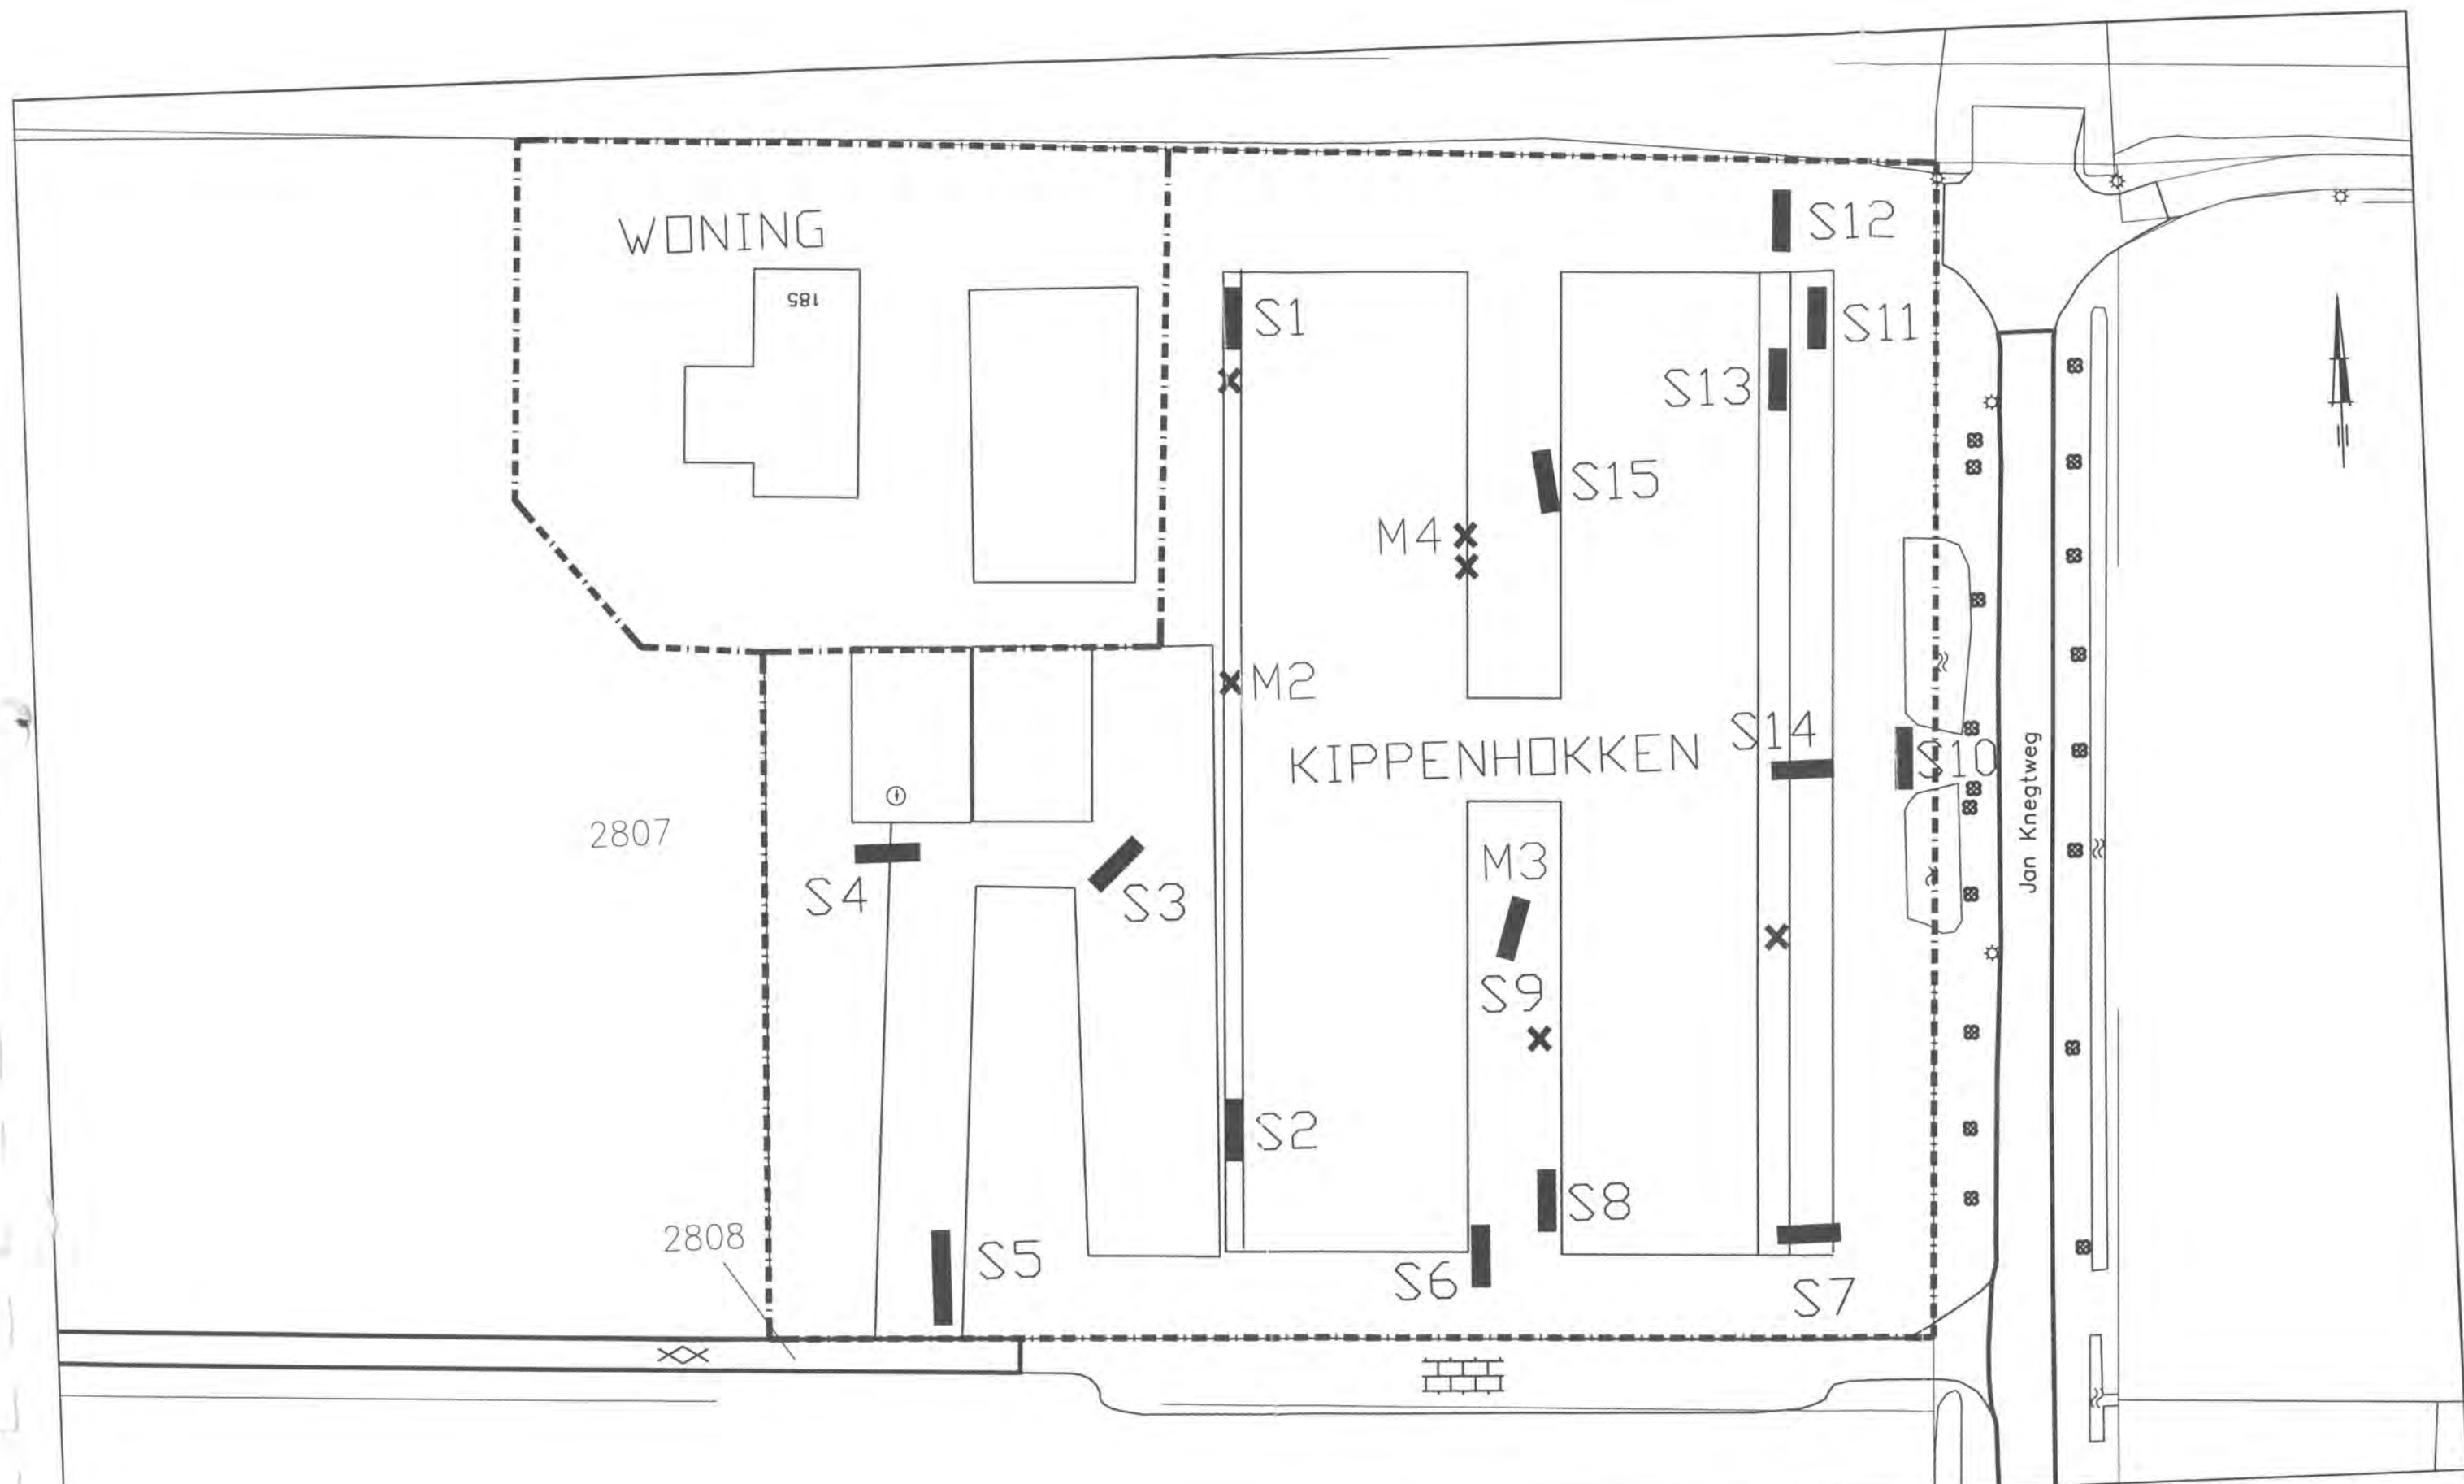 WONING
185
S12
S1
S11
S13
S15
M4
M2
S14
KIPPENHOKKEN
S10
Jan Knegtweg
2807
M3
S4
S3
S9
S2
S8
2808
S5
S6
S7